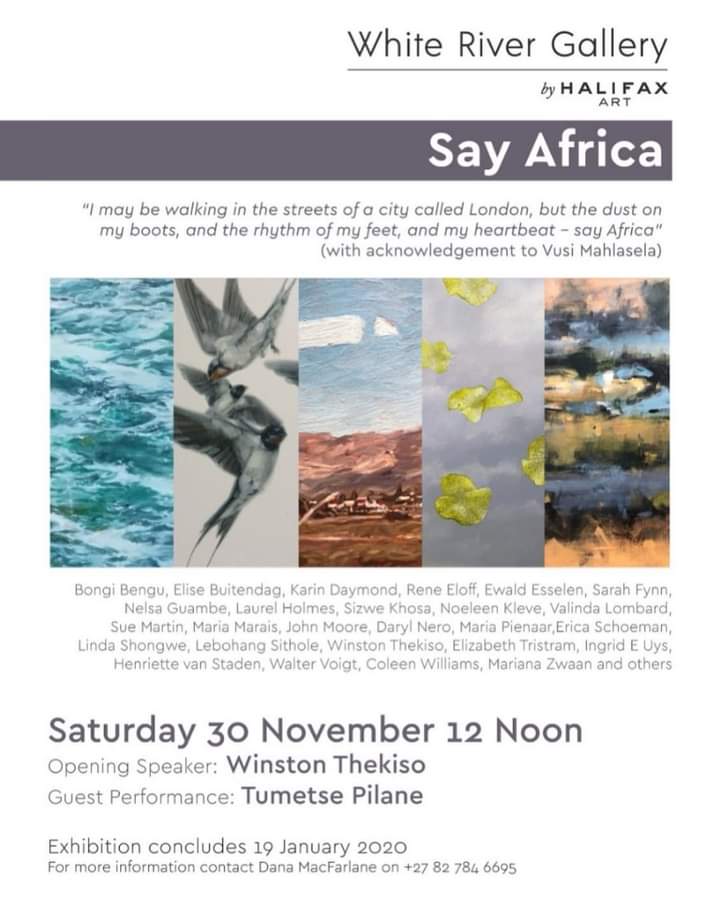 White River Gallery
by HALIFAX
ART
Say Africa
"I may be walking in the streets of a city called London, but the dust on
my boots, and the rhythm of my feet, and my heartbeat – say Africa"
(with acknowledgement to Vusi Mahlasela)
Bongi Bengu, Elise Buitendag, Karin Daymond, Rene Eloff, Ewald Esselen, Sarah Fynn,
Nelsa Guambe, Laurel Holmes, Sizwe Khosa, Noeleen Kleve, Valinda Lombard,
Sue Martin, Maria Marais, John Moore, Daryl Nero, Maria Pienaar,Erica Schoeman,
Linda Shongwe, Lebohang Sithole, Winston Thekiso, Elizabeth Tristram, Ingrid E Uys,
Henriette van Staden, Walter Voigt, Coleen Williams, Mariana Zwaan and others
Saturday 30 November 12 Noon
Opening Speaker: Winston Thekiso
Guest Performance: Tumetse Pilane
Exhibition concludes 19 January 2020
For more information contact Dana MacFarlane on +27 82 784 6695